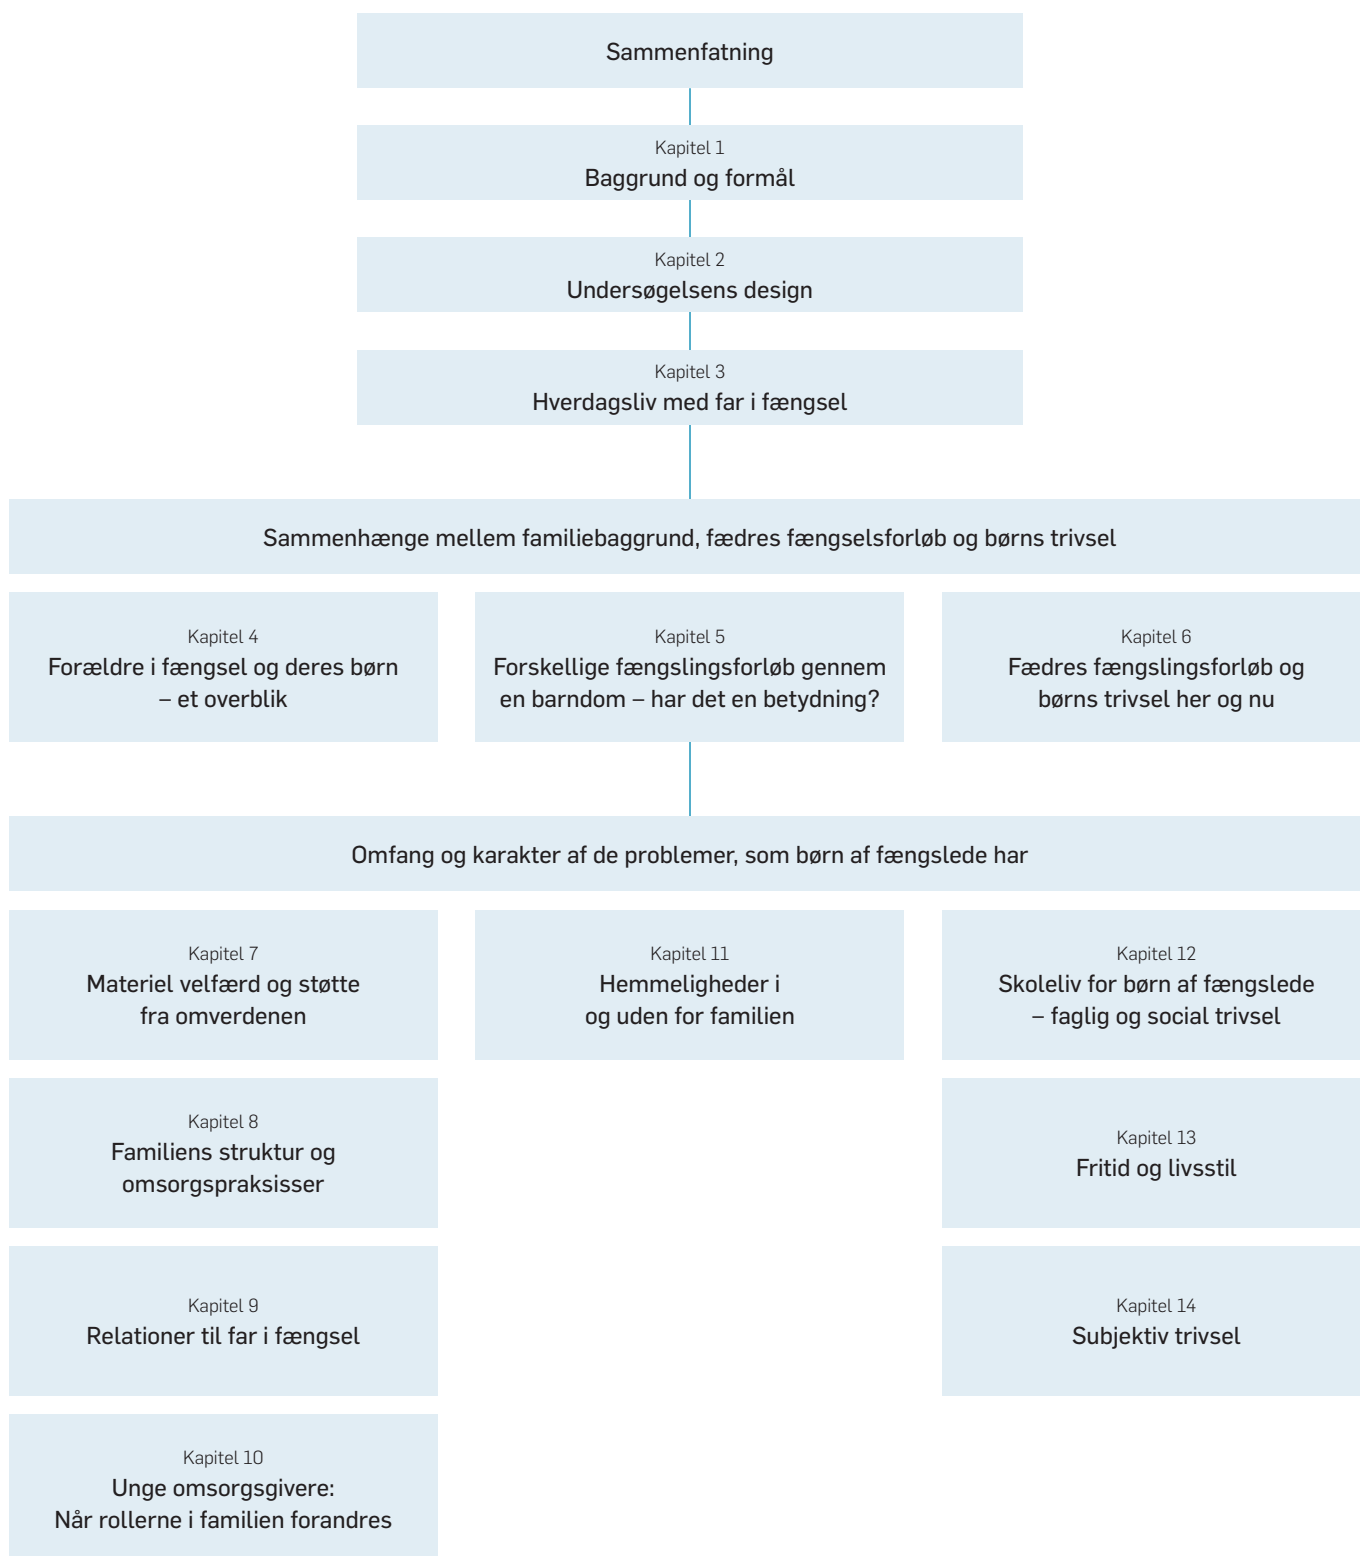 Sammenfatning
Kapitel 1
Baggrund og formål
Kapitel 2
Undersøgelsens design
Kapitel 3
Hverdagsliv med far i fængsel
Sammenhænge mellem familiebaggrund, fædres fængselsforløb og børns trivsel
Kapitel 4
Forældre i fængsel og deres børn
– et overblik
Kapitel 5
Forskellige fængslingsforløb gennem
en barndom – har det en betydning?
Kapitel 6
Fædres fængslingsforløb og
børns trivsel her og nu
Omfang og karakter af de problemer, som børn af fængslede har
Kapitel 7
Materiel velfærd og støtte
fra omverdenen
Kapitel 8
Familiens struktur og
omsorgspraksisser
Kapitel 9
Relationer til far i fængsel
Kapitel 10
Unge omsorgsgivere:
Når rollerne i familien forandres
Kapitel 11
Hemmeligheder i
og uden for familien
Kapitel 12
Skoleliv for børn af fængslede
– faglig og social trivsel
Kapitel 13
Fritid og livsstil
Kapitel 14
Subjektiv trivsel